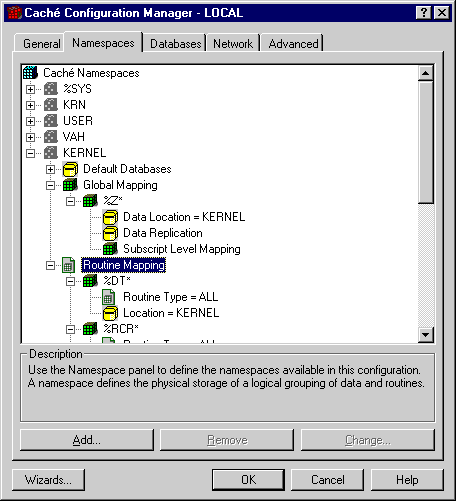 Caché Configuration Manager - LOCAL
General Namespaces Databases Network Advanced
Caché Namespaces
%SYS
KRN
USER
VAH
KERNEL
Default Databases
Global Mapping
%Z*
Data Location = KERNEL
Data Replication
Subscript Level Mapping
Routine Mapping
%DT*
Routine Type = ALL
Location = KERNEL
%RCR*
Routine Type = ALL
Description
Use the Namespace panel to define the namespaces available in this configuration.
A namespace defines the physical storage of a logical grouping of data and routines.
Add... Remove Change...
Wizards... OK Cancel Help